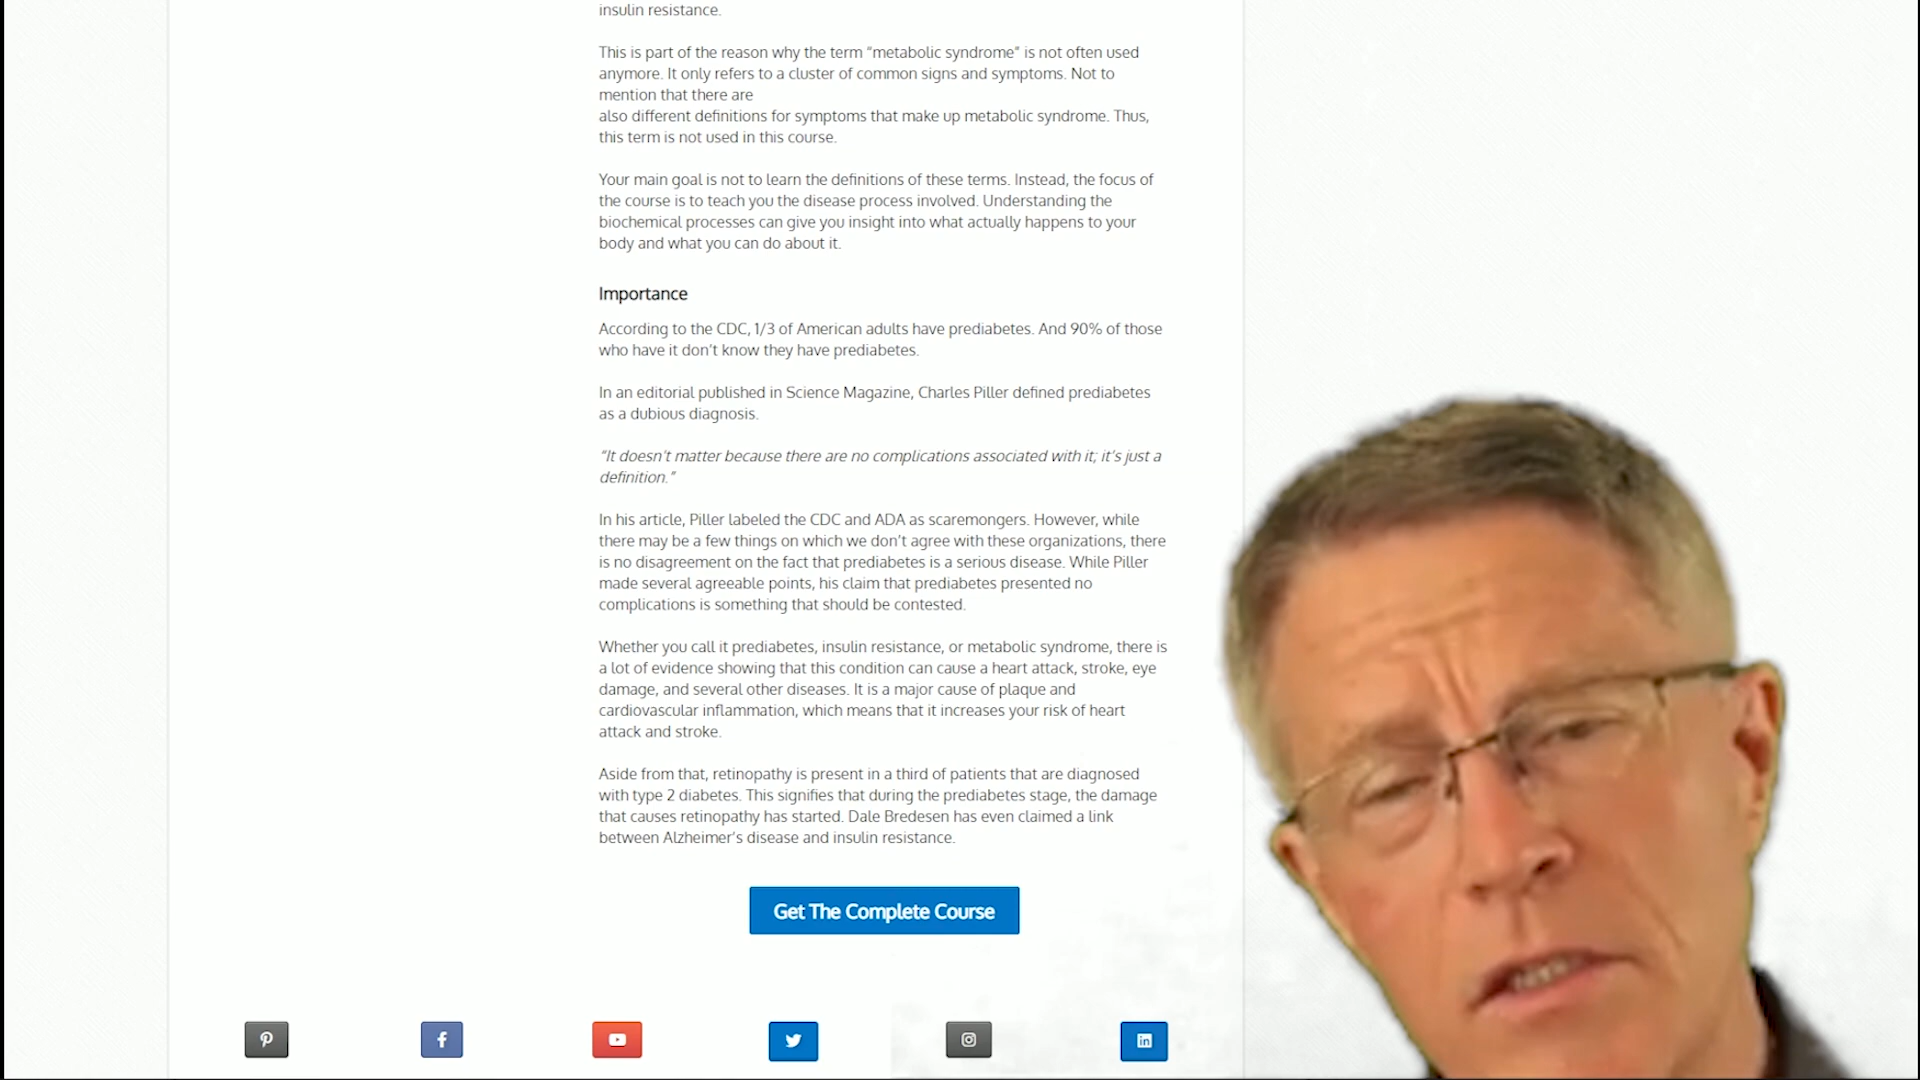 insulin resistance.
This is part of the reason why the term “metabolic syndrome” is not often used
anymore. It only refers to a cluster of common signs and symptoms. Not to
mention that there are
also different definitions for symptoms that make up metabolic syndrome. Thus,
this term is not used in this course.
Your main goal is not to learn the definitions of these terms. Instead, the focus of
the course is to teach you the disease process involved. Understanding the
biochemical processes can give you insight into what actually happens to your
body and what you can do about it.
Importance
According to the CDC, 1/3 of American adults have prediabetes. And 90% of those
who have it don’t know they have prediabetes.
In an editorial published in Science Magazine, Charles Piller defined prediabetes
as a dubious diagnosis.
“It doesn’t matter because there are no complications associated with it; it’s just a
definition.”
In his article, Piller labeled the CDC and ADA as scaremongers. However, while
there may be a few things on which we don’t agree with these organizations, there
is no disagreement on the fact that prediabetes is a serious disease. While Piller
made several agreeable points, his claim that prediabetes presented no
complications is something that should be contested.
Whether you call it prediabetes, insulin resistance, or metabolic syndrome, there is
a lot of evidence showing that this condition can cause a heart attack, stroke, eye
damage, and several other diseases. It is a major cause of plaque and
cardiovascular inflammation, which means that it increases your risk of heart
attack and stroke.
Aside from that, retinopathy is present in a third of patients that are diagnosed
with type 2 diabetes. This signifies that during the prediabetes stage, the damage
that causes retinopathy has started. Dale Bredesen has even claimed a link
between Alzheimer’s disease and insulin resistance.
Get The Complete Course